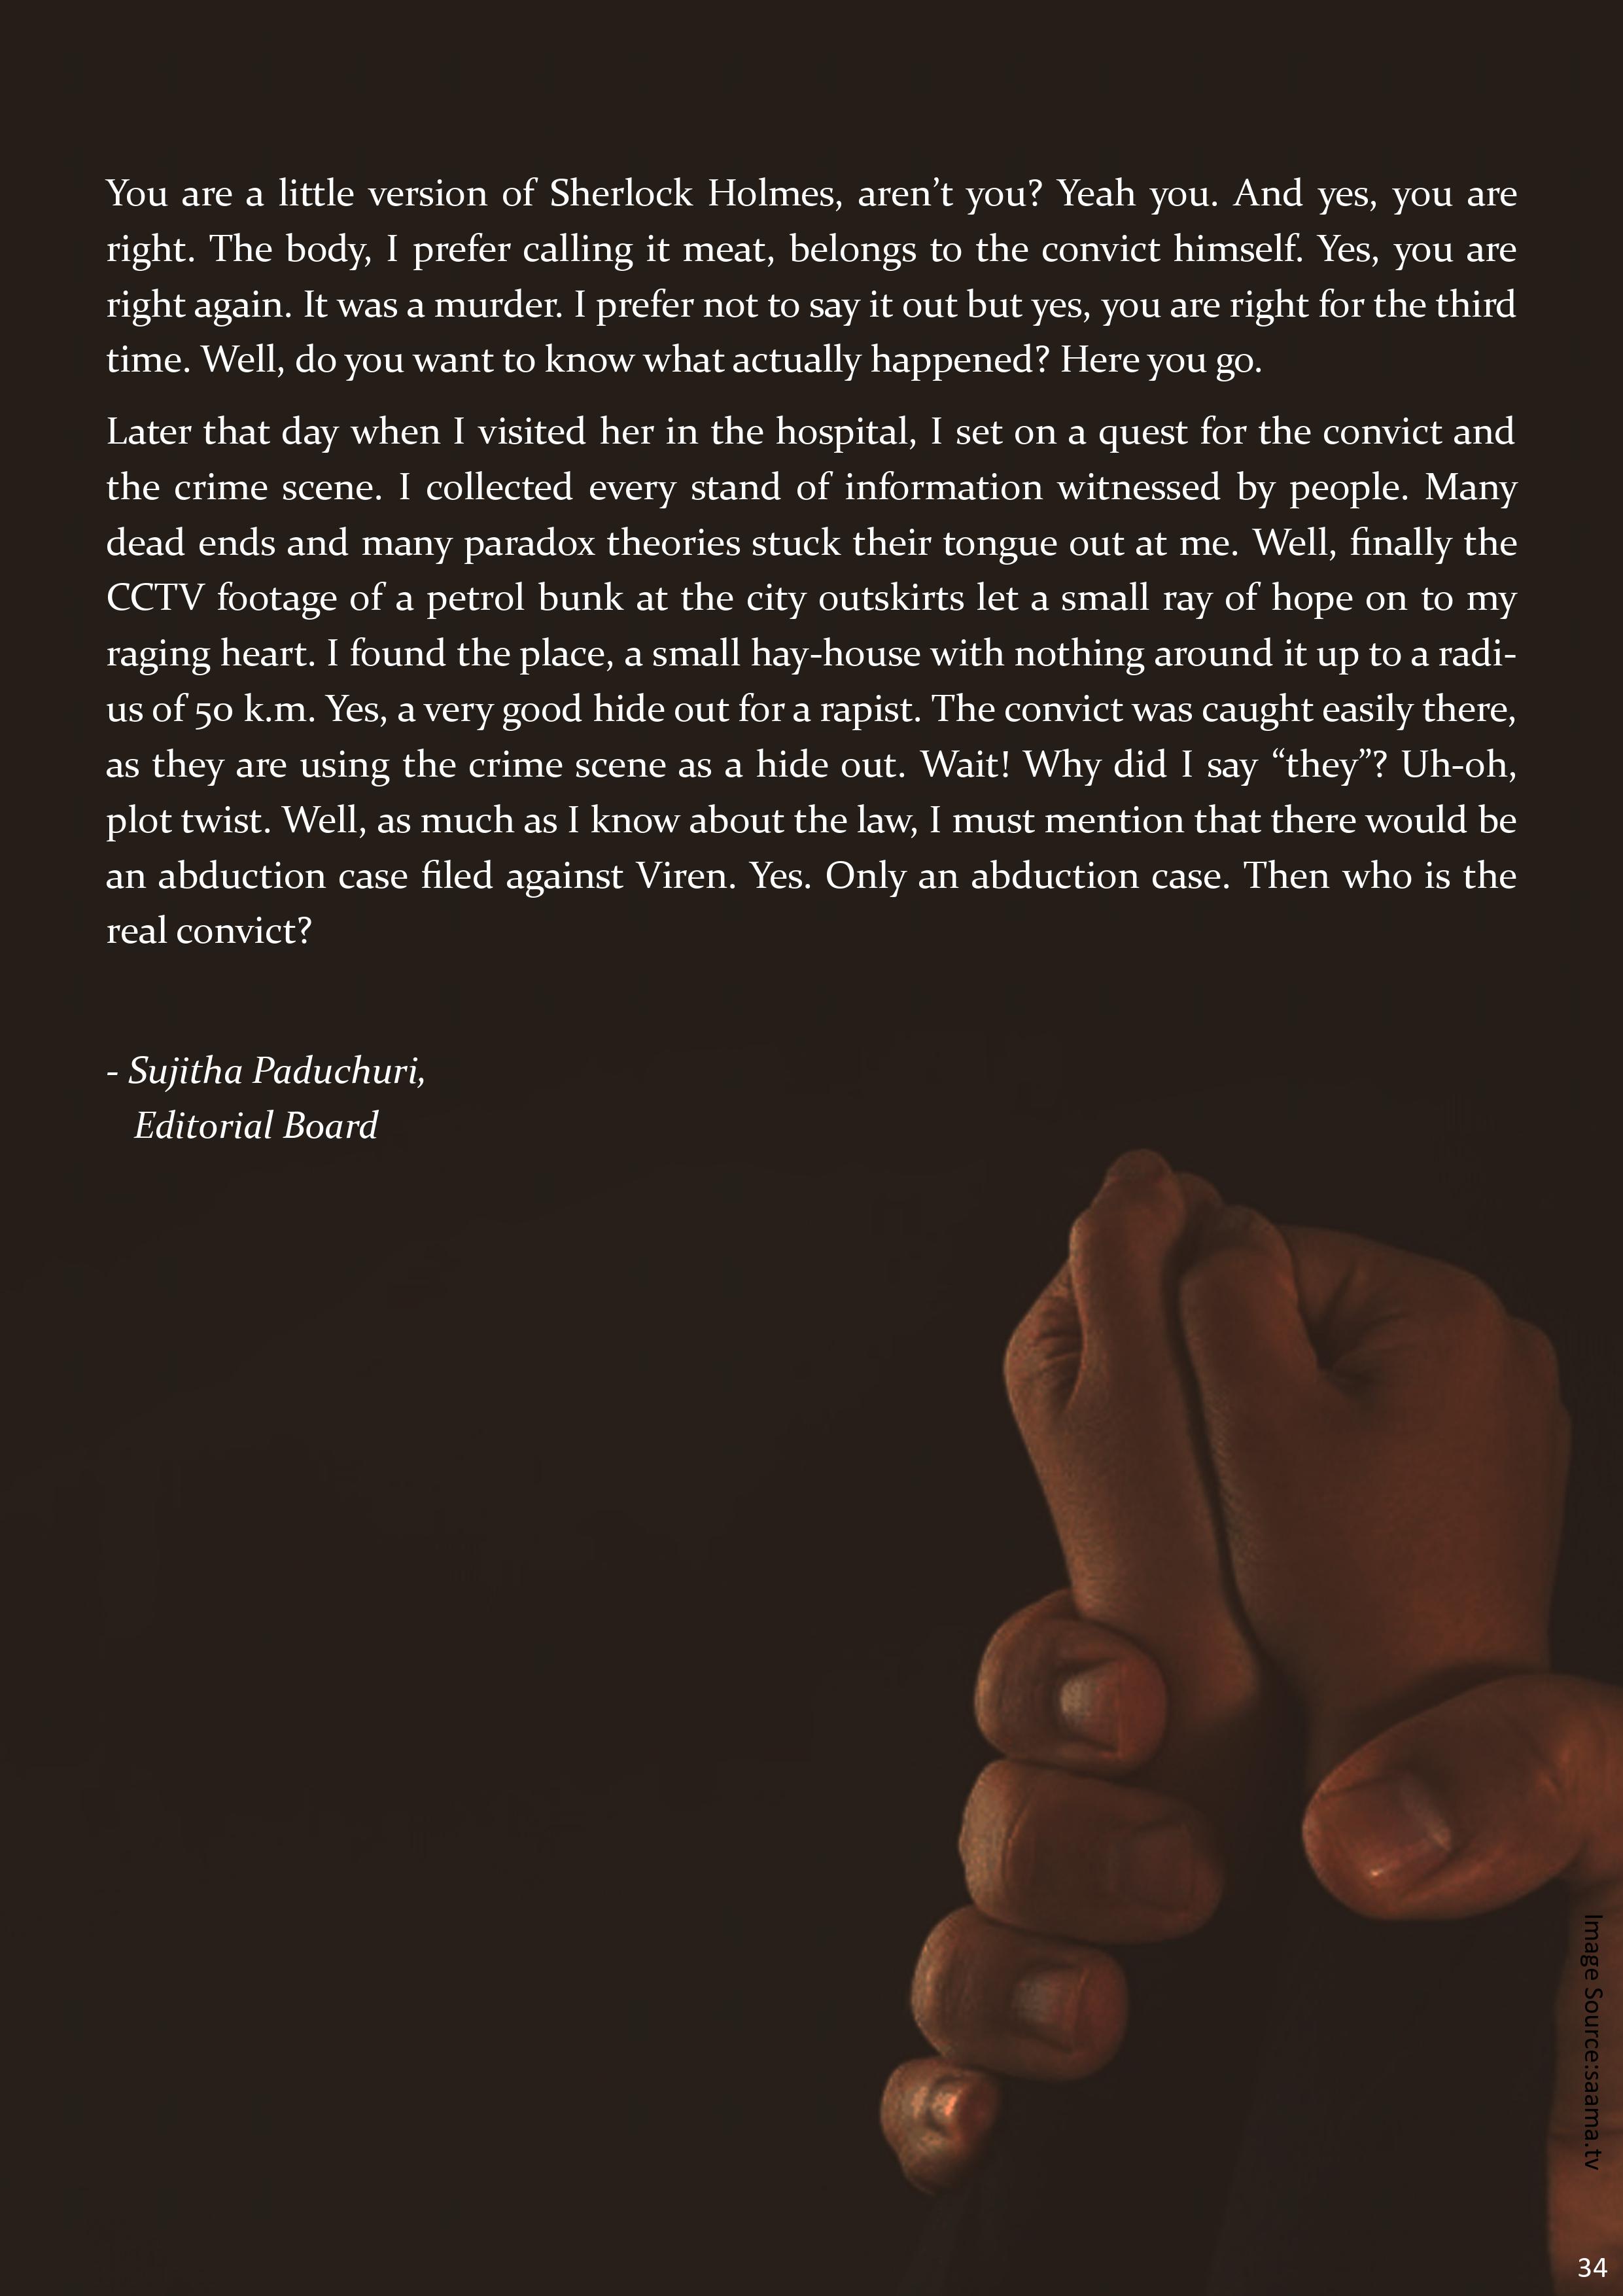 You are a little version of Sherlock Holmes, aren’t you? Yeah you. And yes, you are
right. The body, I prefer calling it meat, belongs to the convict himself. Yes, you are
right again. It was a murder. I prefer not to say it out but yes, you are right for the third
time. Well, do you want to know what actually happened? Here you go.
Later that day when I visited her in the hospital, I set on a quest for the convict and
the crime scene. I collected every stand of information witnessed by people. Many
dead ends and many paradox theories stuck their tongue out at me. Well, finally the
CCTV footage of a petrol bunk at the city outskirts let a small ray of hope on to my
raging heart. I found the place, a small hay-house with nothing around it up to a radi-
us of 50 k.m. Yes, a very good hide out for a rapist. The convict was caught easily there,
as they are using the crime scene as a hide out. Wait! Why did I say “they”? Uh-oh,
plot twist. Well, as much as I know about the law, I must mention that there would be
an abduction case filed against Viren. Yes. Only an abduction case. Then who is the
real convict?
- Sujitha Paduchuri,
Editorial Board
Image Source:saama.tv
34